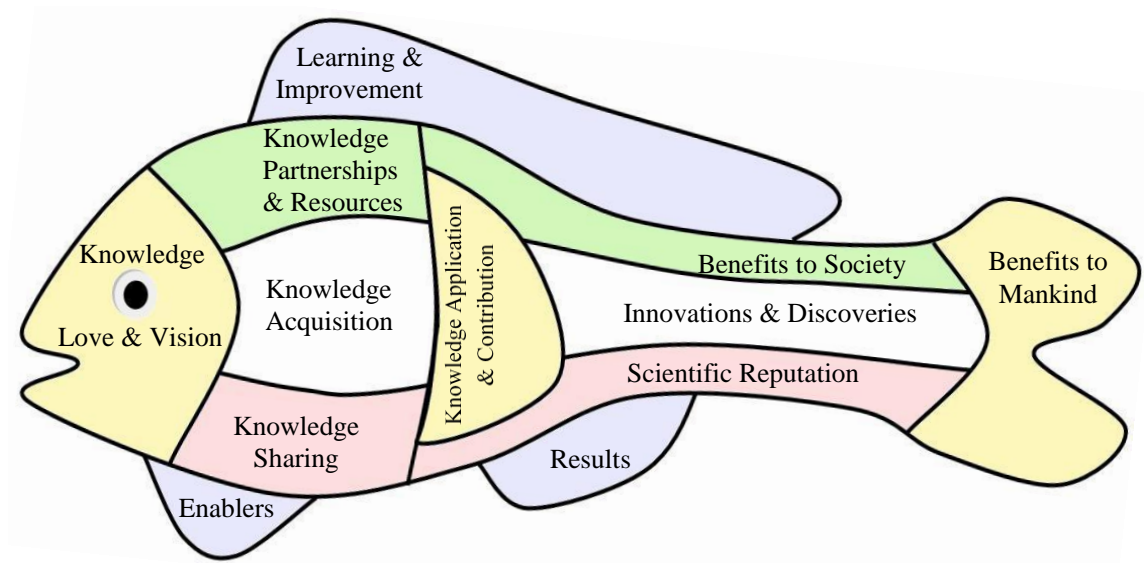 Learning &
Improvement
Knowledge
Partnerships
& Resources
Knowledge
Love & Vision
Knowledge
Acquisition
Knowledge Application
& Contribution
Benefits to Society
Innovations & Discoveries
Scientific Reputation
Benefits to
Mankind
Knowledge
Sharing
Results
Enablers